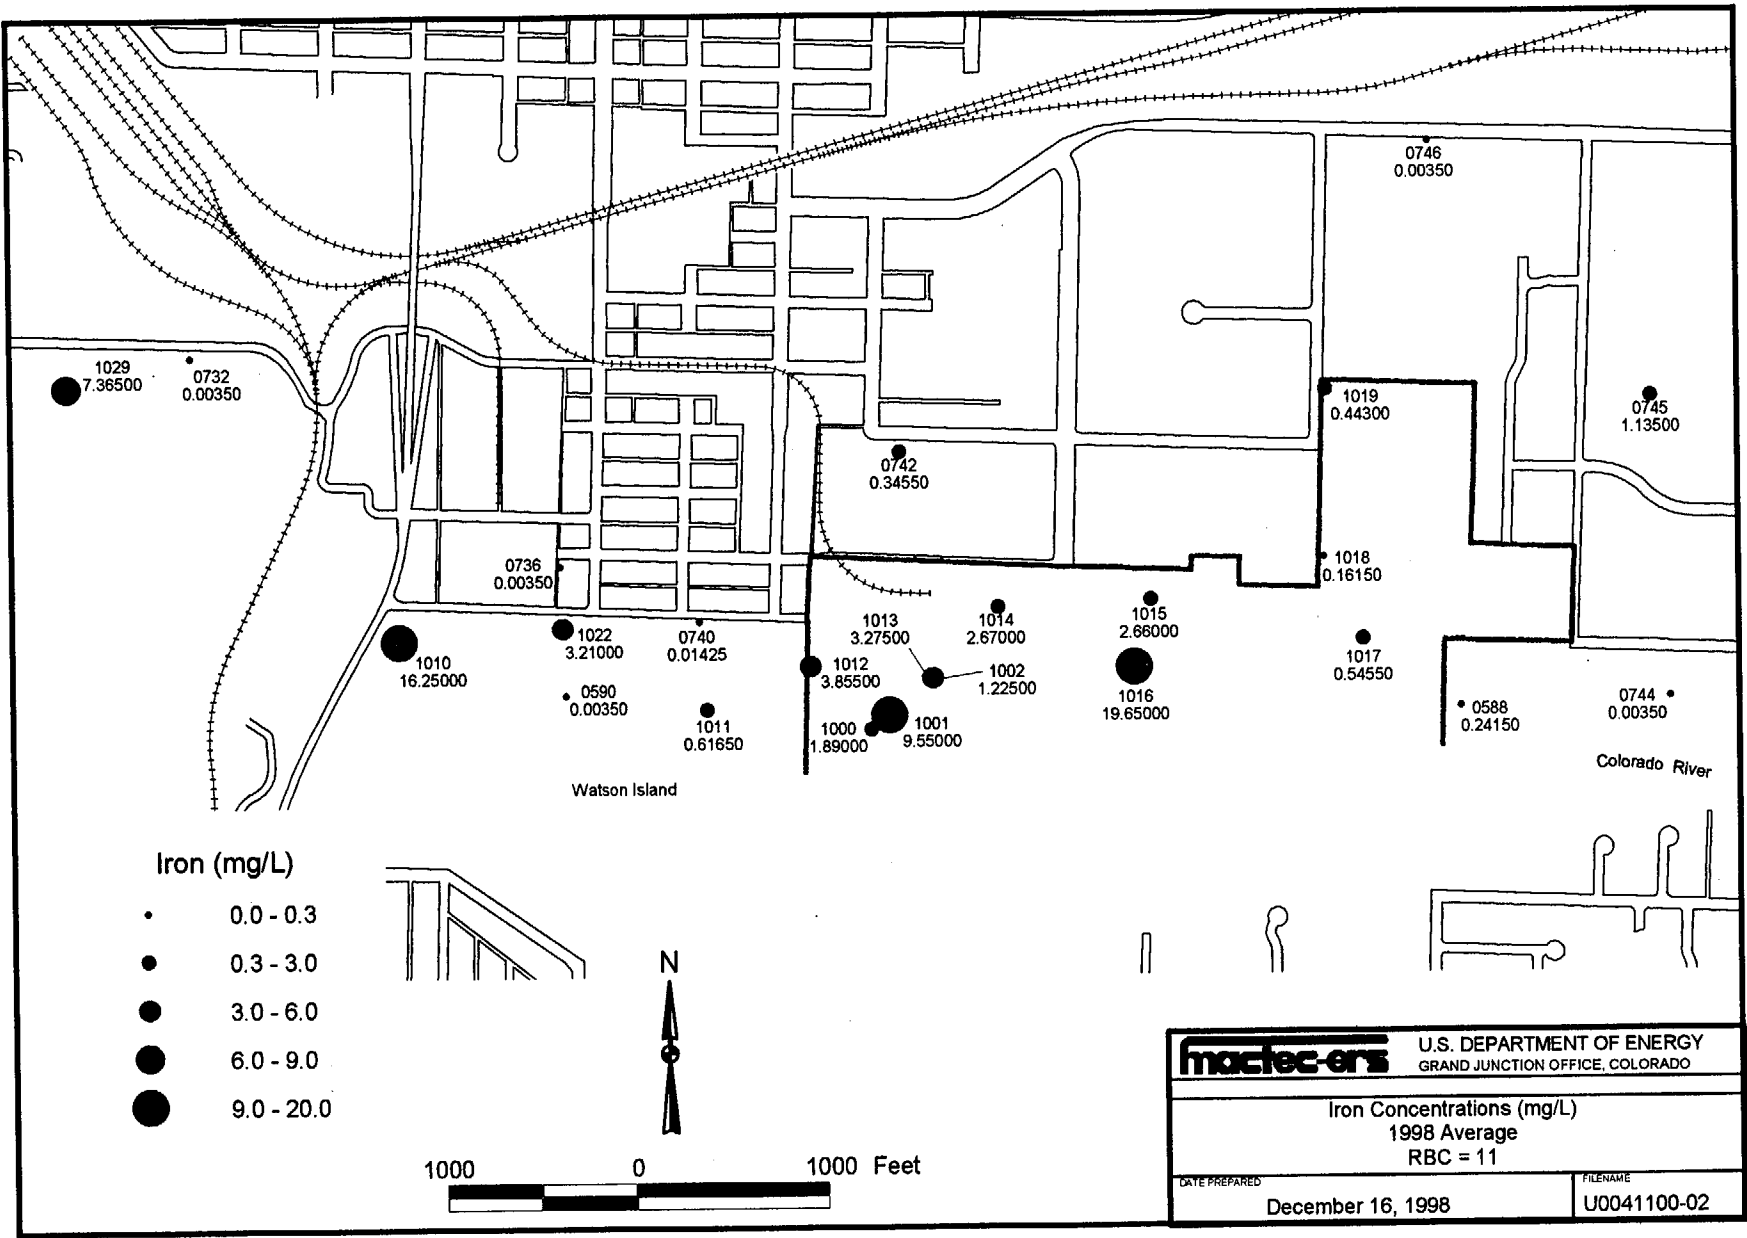 0746
0.00350
1029
7.36500
0732
0.00350
1019
0.44300
0745
1.13500
0742
0.34550
0736
0.00350
1018
0.16150
1010
16.25000
1022
3.21000
0740
0.01425
0590
0.00350
1011
0.61650
1012
3.85500
1013
3.27500
1002
1.22500
1014
2.67000
1015
2.66000
1016
19.65000
1017
0.54550
1000
1.89000
1001
9.55000
0588
0.24150
0744
0.00350
Colorado River
Watson Island
Iron (mg/L)
0.0 - 0.3
0.3 - 3.0
3.0 - 6.0
6.0 - 9.0
9.0 - 20.0
N
1000 0 1000 Feet
mactec-ers
U.S. DEPARTMENT OF ENERGY
GRAND JUNCTION OFFICE, COLORADO
Iron Concentrations (mg/L)
1998 Average
RBC = 11
DATE PREPARED
December 16, 1998
FILENAME
U0041100-02